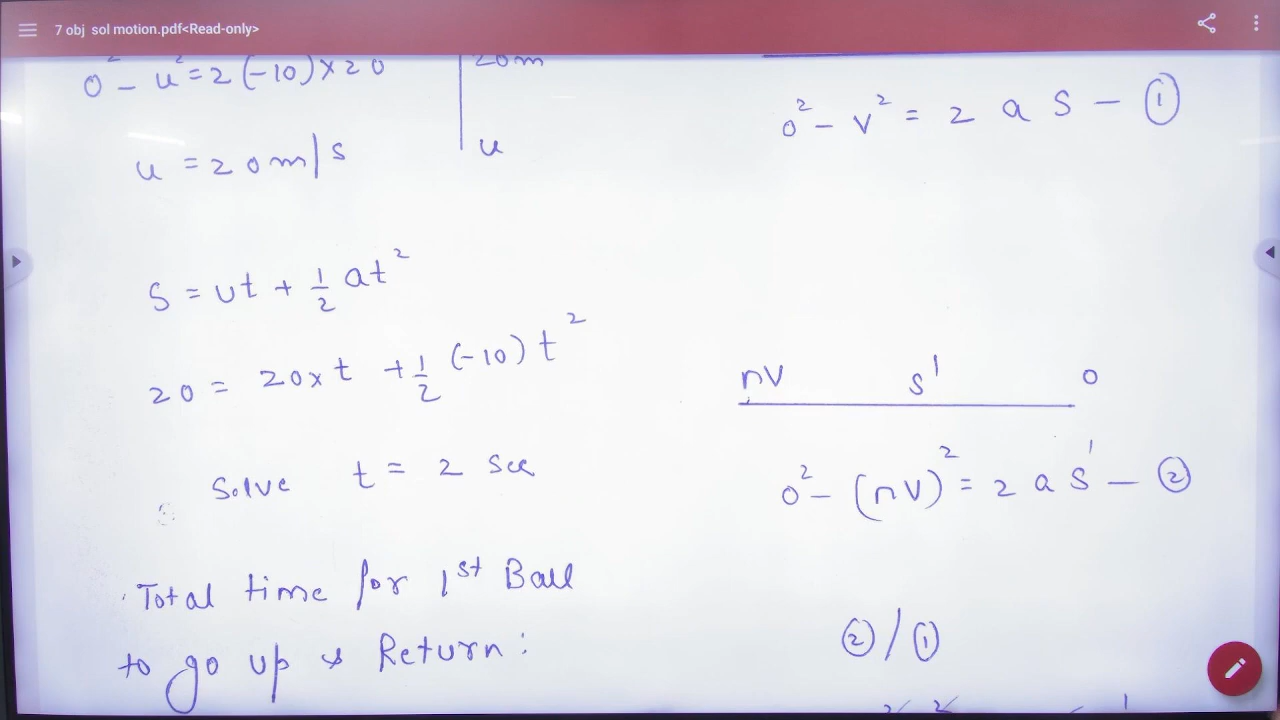 7 obj sol motion.pdf<Read-only>
0² - u² = 2 (-10) × 20
20m
u = 20 m/s
u
S = ut + 1/2 at²
20 = 20 x t + 1/2 (-10) t²
Solve t = 2 sec
Total time for 1st Ball
to go up & Return :
0² - v² = 2 a S - ①
nv s' 0
0² - (nv)² = 2 a s' - ②
②/①